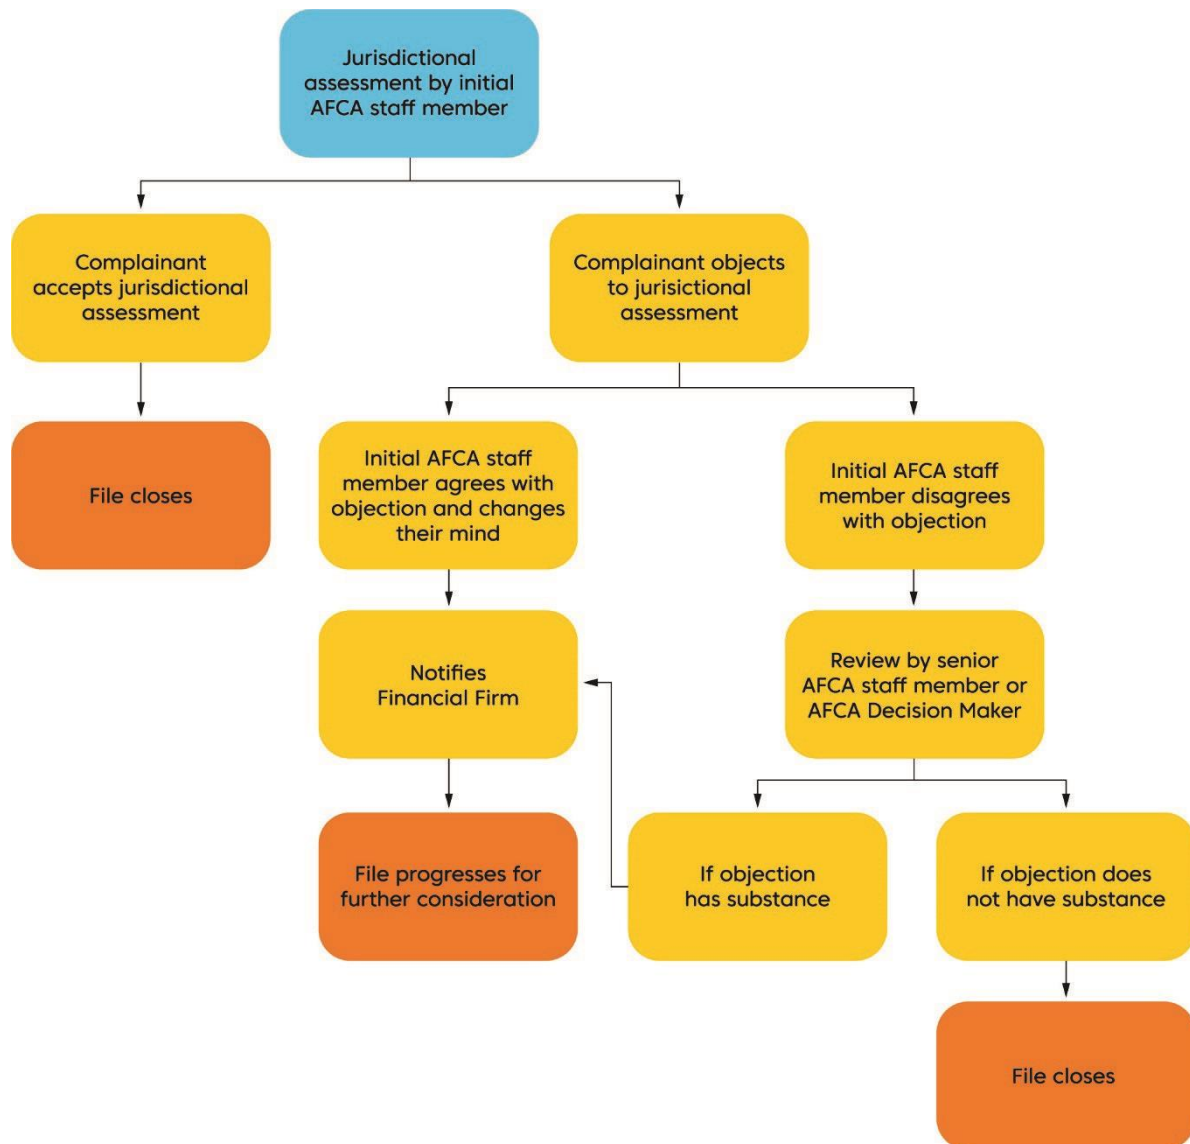 Jurisdictional
assessment by initial
AFCA staff member
Complainant
accepts jurisdictional
assessment
Complainant objects
to jurisictional
assessment
File closes
Initial AFCA staff
member agrees with
objection and changes
their mind
Initial AFCA staff
member disagrees
with objection
Notifies
Financial Firm
Review by senior
AFCA staff member or
AFCA Decision Maker
File progresses for
further consideration
If objection
has substance
If objection does
not have substance
File closes